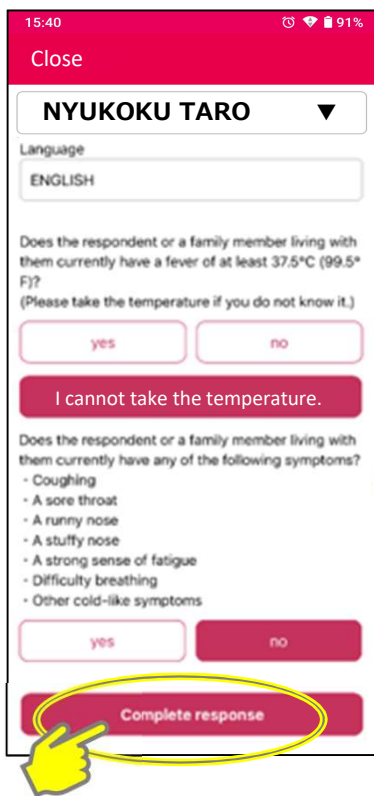 15:40 91%
Close
NYUKOKU TARO ▼
Language
ENGLISH
Does the respondent or a family member living with
them currently have a fever of at least 37.5°C (99.5°
F)?
(Please take the temperature if you do not know it.)
yes no
I cannot take the temperature.
Does the respondent or a family member living with
them currently have any of the following symptoms?
・Coughing
・A sore throat
・A runny nose
・A stuffy nose
・A strong sense of fatigue
・Difficulty breathing
・Other cold-like symptoms
yes no
Complete response